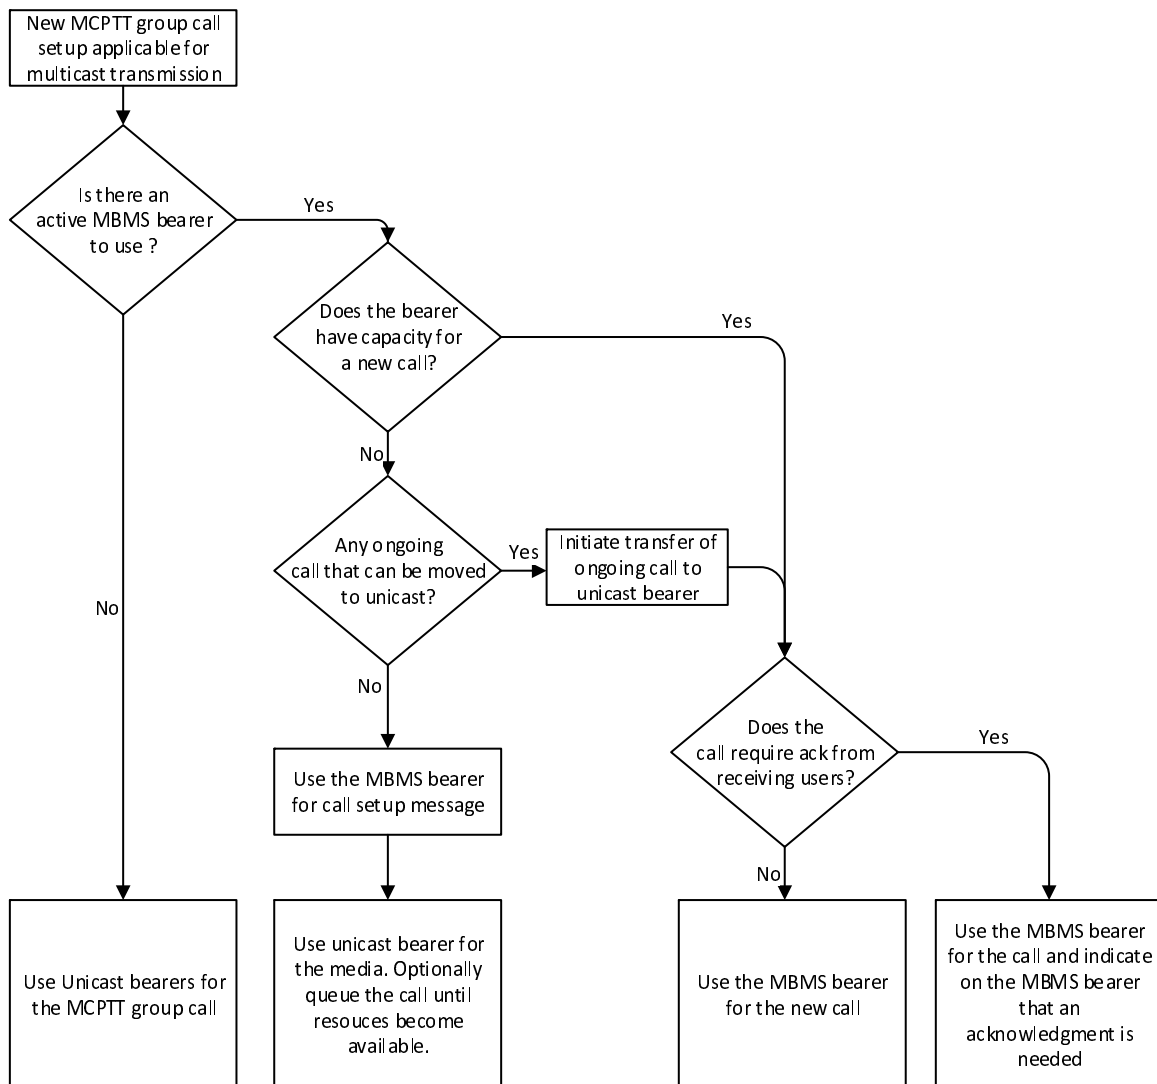 New MCPTT group call
setup applicable for
multicast transmission
Is there an
active MBMS bearer
to use ?
Yes
Does the bearer
have capacity for
a new call?
Yes
No
Any ongoing
call that can be moved
to unicast?
Yes
Initiate transfer of
ongoing call to
unicast bearer
No
No
Does the
call require ack from
receiving users?
Yes
Use the MBMS bearer
for call setup message
No
Use Unicast bearers for
the MCPTT group call
Use unicast bearer for
the media. Optionally
queue the call until
resouces become
available.
Use the MBMS bearer
for the new call
Use the MBMS bearer
for the call and indicate
on the MBMS bearer
that an
acknowledgment is
needed